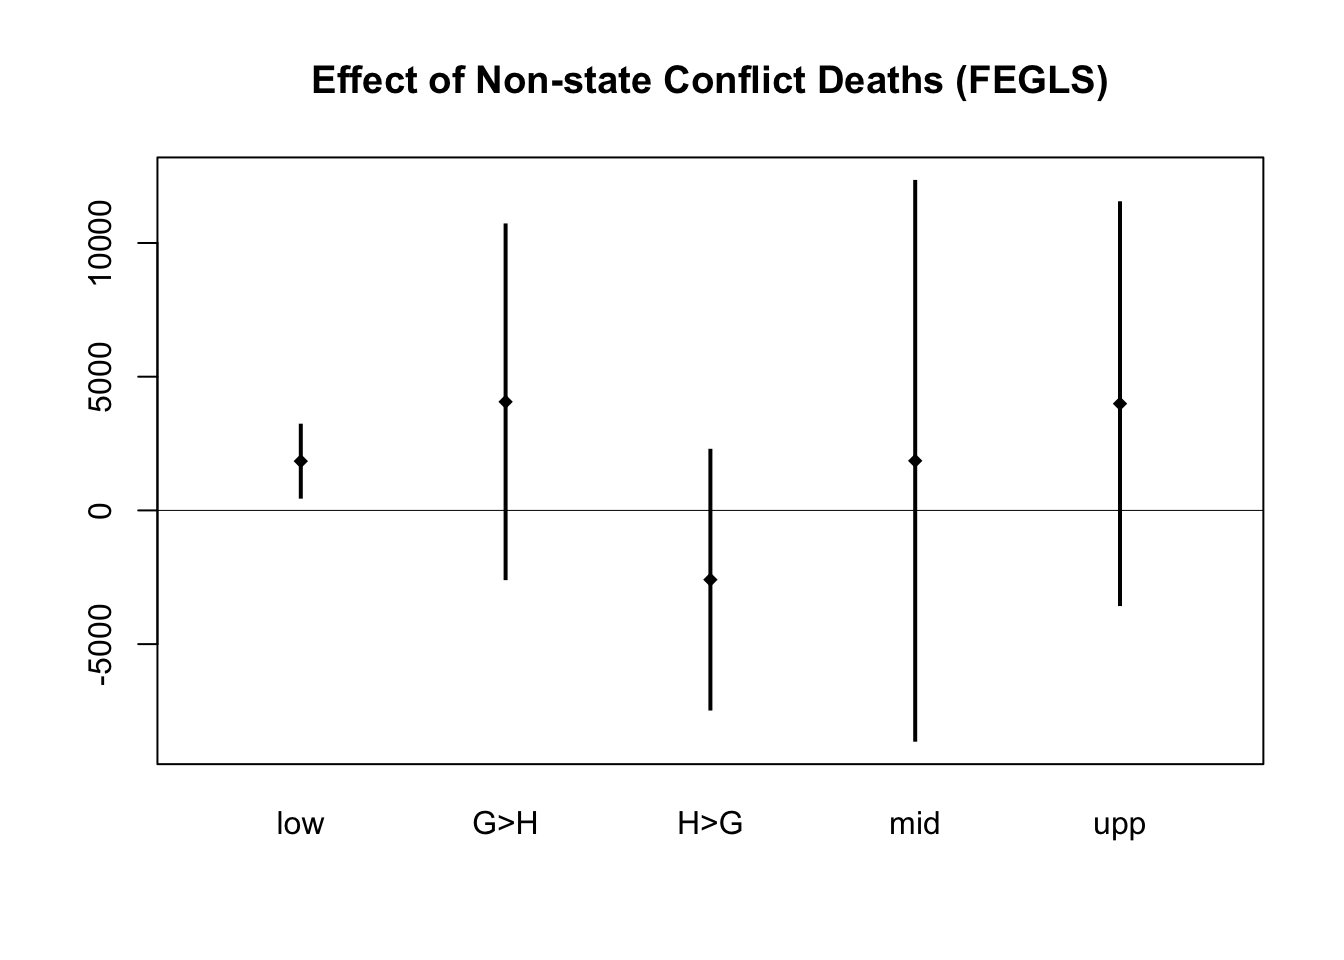 Effect of Non-state Conflict Deaths (FEGLS)
10000
5000
0
-5000
low G>H H>G mid upp